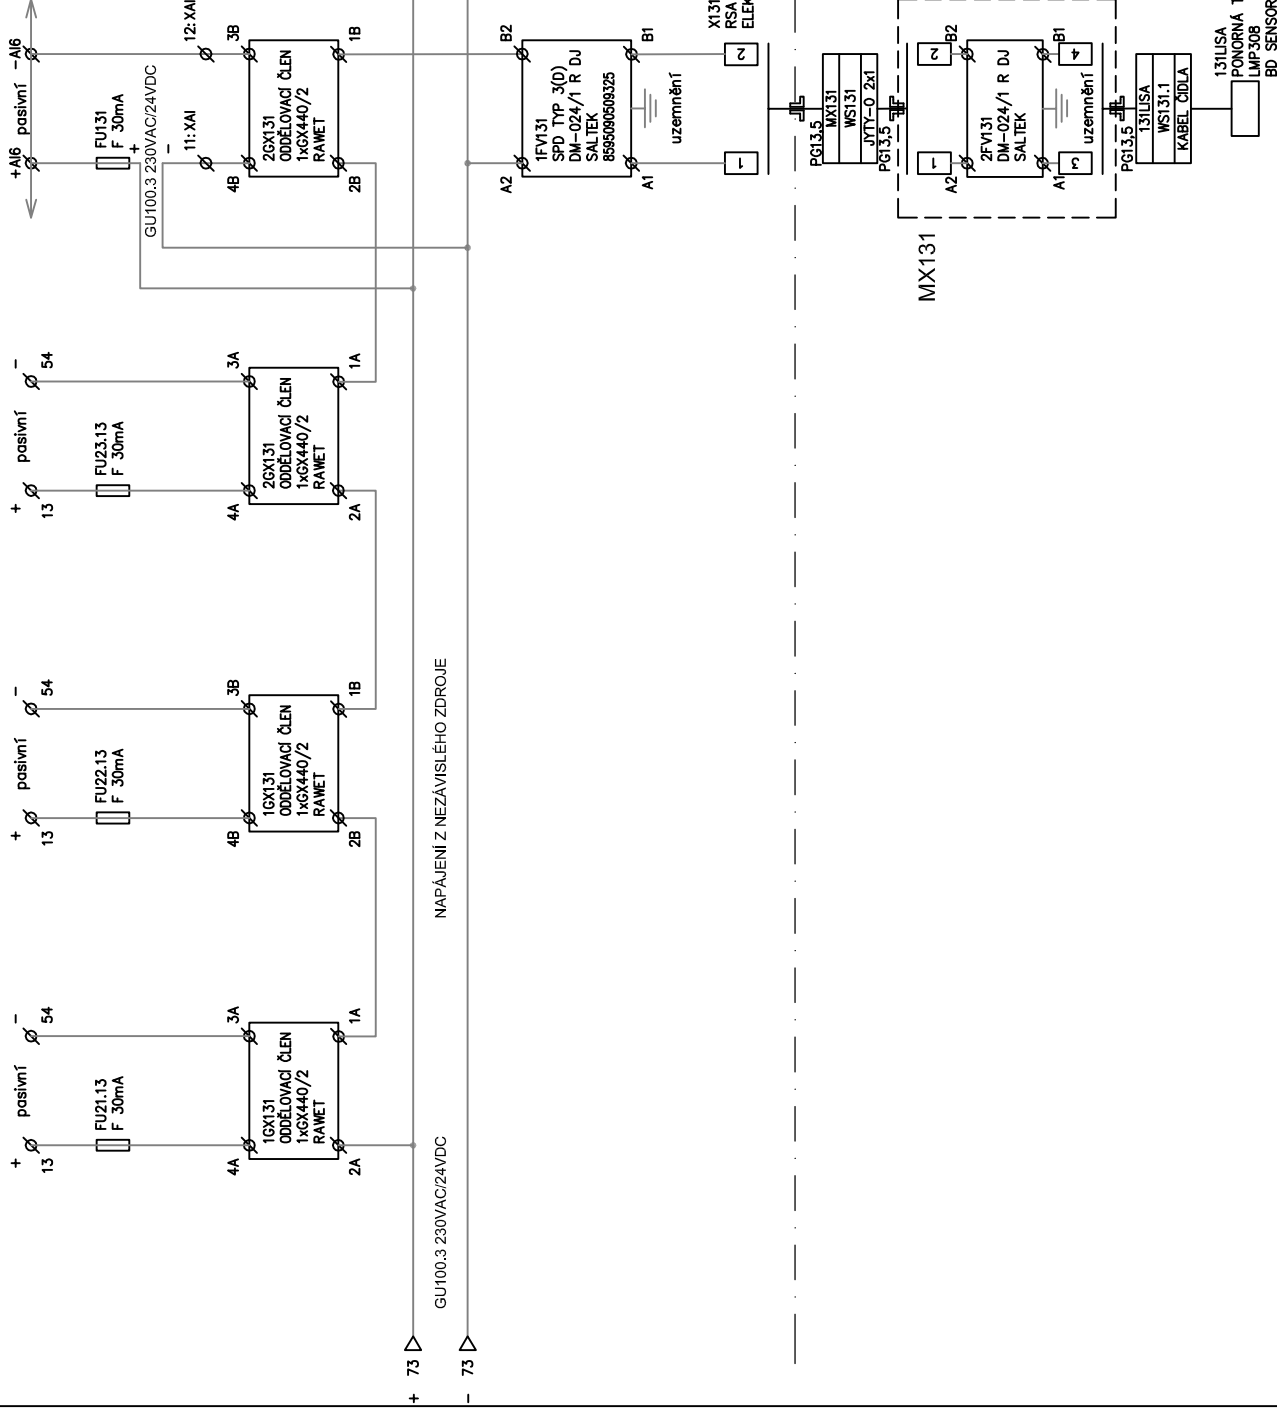 +
13
pasivní
-
54
FU21.13
F 30mA
4A
3A
1GX131
ODDĚLOVACÍ ČLEN
1xGX440/2
RAWET
2A
1A
+
13
pasivní
-
54
FU22.13
F 30mA
4B
3B
1GX131
ODDĚLOVACÍ ČLEN
1xGX440/2
RAWET
2B
1B
+
13
pasivní
-
54
FU23.13
F 30mA
4A
3A
2GX131
ODDĚLOVACÍ ČLEN
1xGX440/2
RAWET
2A
1A
+AI6
pasivní
-AI6
FU131
F 30mA
+
GU100.3 230VAC/24VDC
-
11:XAI
12:XAI
4B
3B
2GX131
ODDĚLOVACÍ ČLEN
1xGX440/2
RAWET
2B
1B
+ 73
GU100.3 230VAC/24VDC
NAPÁJENÍ Z NEZÁVISLÉHO ZDROJE
- 73
A2
B2
1FV131
SPD TYP 3(D)
DM-024/1 R DJ
SALTEK
8595090509325
A1
B1
uzemnění
X131
RSA
ELEK
1
2
PG13,5
MX131
WS131
JYTY-O 2x1
PG13,5
MX131
1
2
A2
B2
2FV131
DM-024/1 R DJ
SALTEK
A1
B1
3
4
uzemnění
PG13,5
131LISA
WS131.1
KABEL ČIDLA
131LISA
PONORNÁ T
LMP308
BD SENSOR